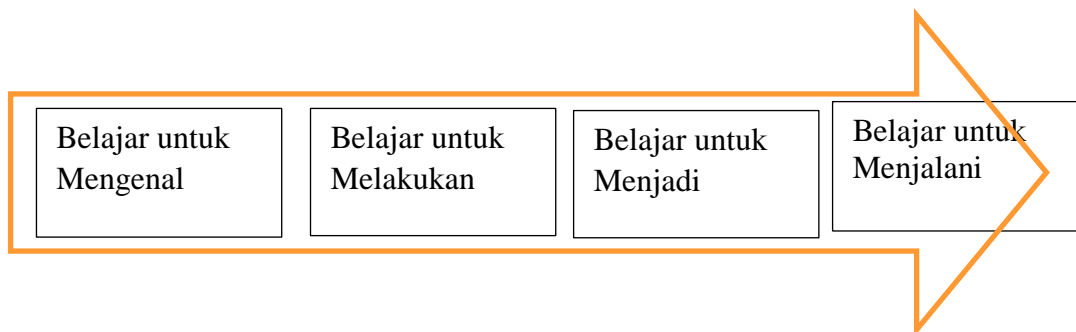 Belajar untuk
Mengenal
Belajar untuk
Melakukan
Belajar untuk
Menjadi
Belajar untuk
Menjalani